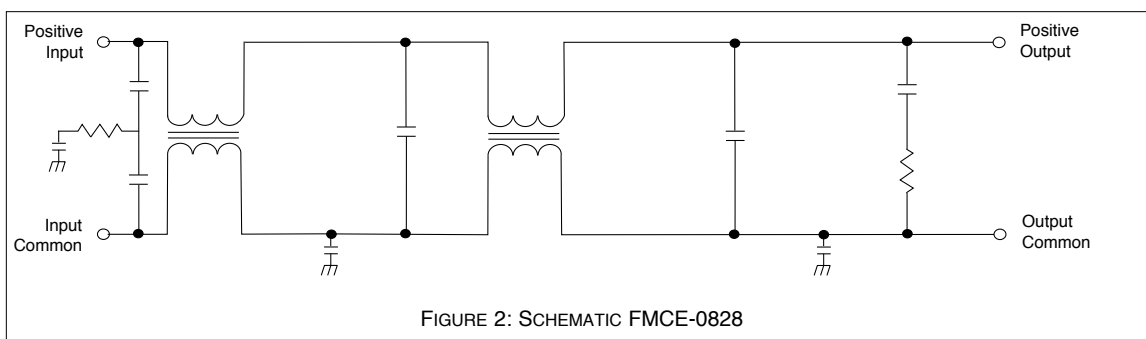 Positive
Input
Positive
Output
Input
Common
Output
Common
FIGURE 2: SCHEMATIC FMCE-0828